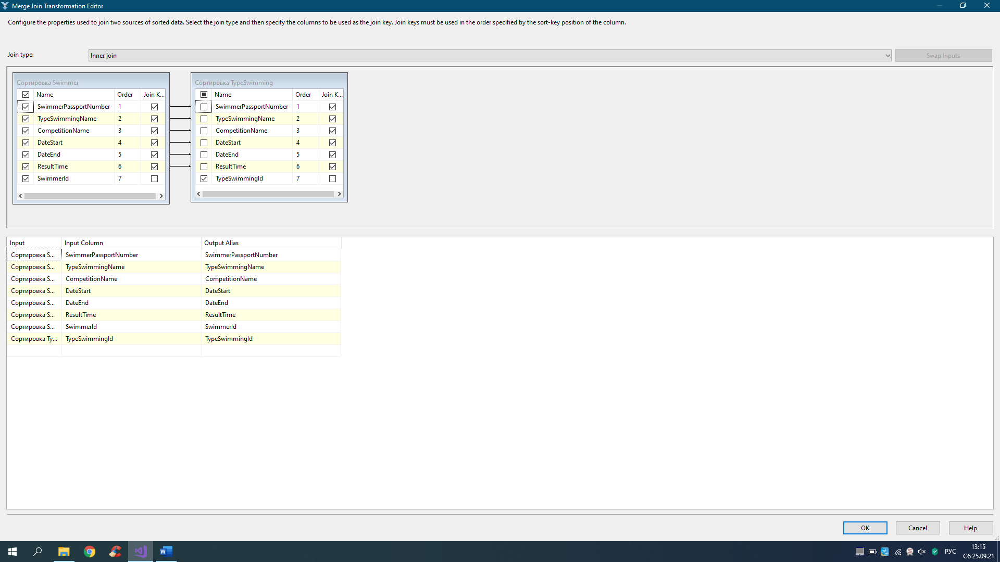 Merge Join Transformation Editor
Configure the properties used to join two sources of sorted data. Select the join type and then specify the columns to be used as the join key. Join keys must be used in the order specified by the sort-key position of the column.
Join type: Inner join Swap Inputs
Сортировка Swimmer
Name Order Join K...
SwimmerPassportNumber 1
TypeSwimmingName 2
CompetitionName 3
DateStart 4
DateEnd 5
ResultTime 6
SwimmerId 7
Сортировка TypeSwimming
Name Order Join K...
SwimmerPassportNumber 1
TypeSwimmingName 2
CompetitionName 3
DateStart 4
DateEnd 5
ResultTime 6
TypeSwimmingId 7
Input Input Column Output Alias
Сортировка S... SwimmerPassportNumber SwimmerPassportNumber
Сортировка S... TypeSwimmingName TypeSwimmingName
Сортировка S... CompetitionName CompetitionName
Сортировка S... DateStart DateStart
Сортировка S... DateEnd DateEnd
Сортировка S... ResultTime ResultTime
Сортировка S... SwimmerId SwimmerId
Сортировка Ty... TypeSwimmingId TypeSwimmingId
OK Cancel Help
РУС
13:15
Сб 25.09.21